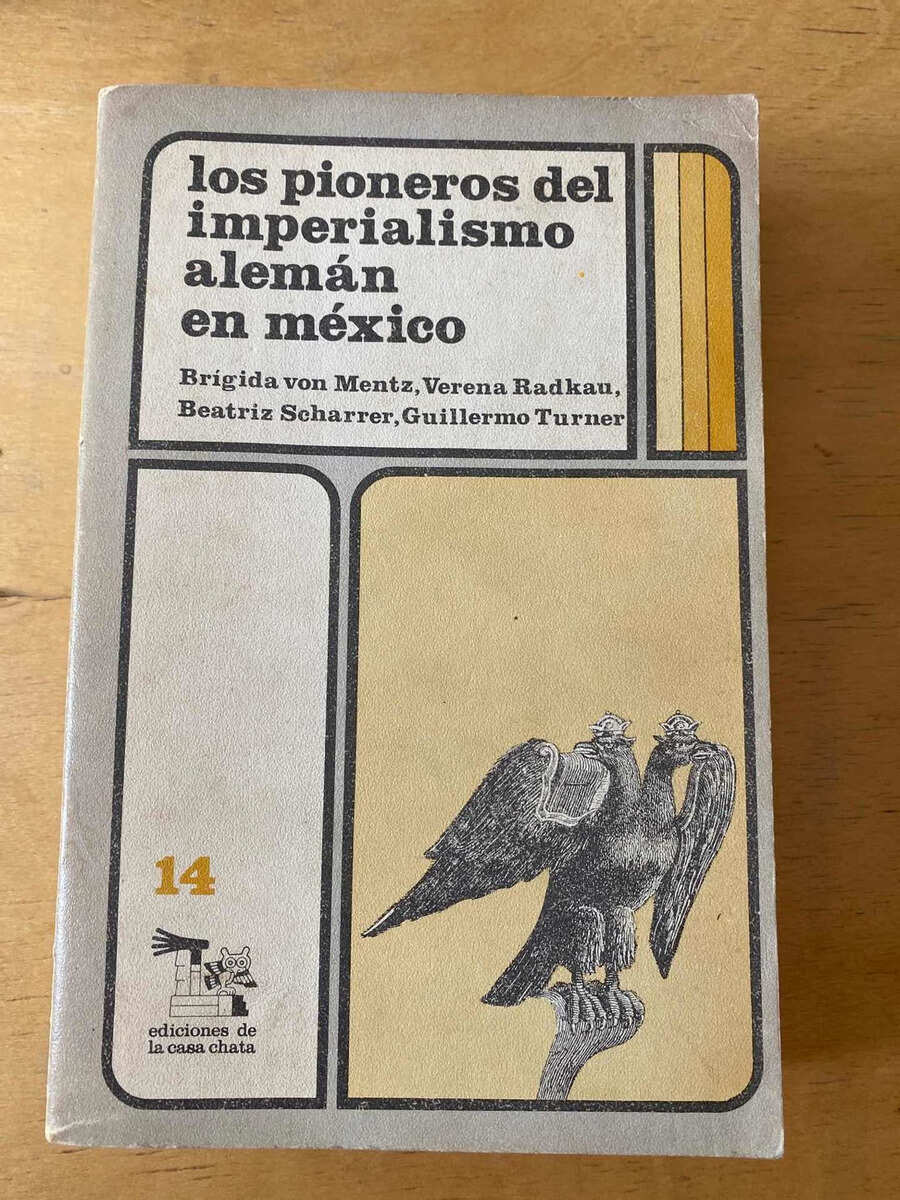 los pioneros del
imperialismo
alemán
en méxico
Brígida von Mentz, Verena Radkau,
Beatriz Scharrer, Guillermo Turner
14
ediciones de
la casa chata